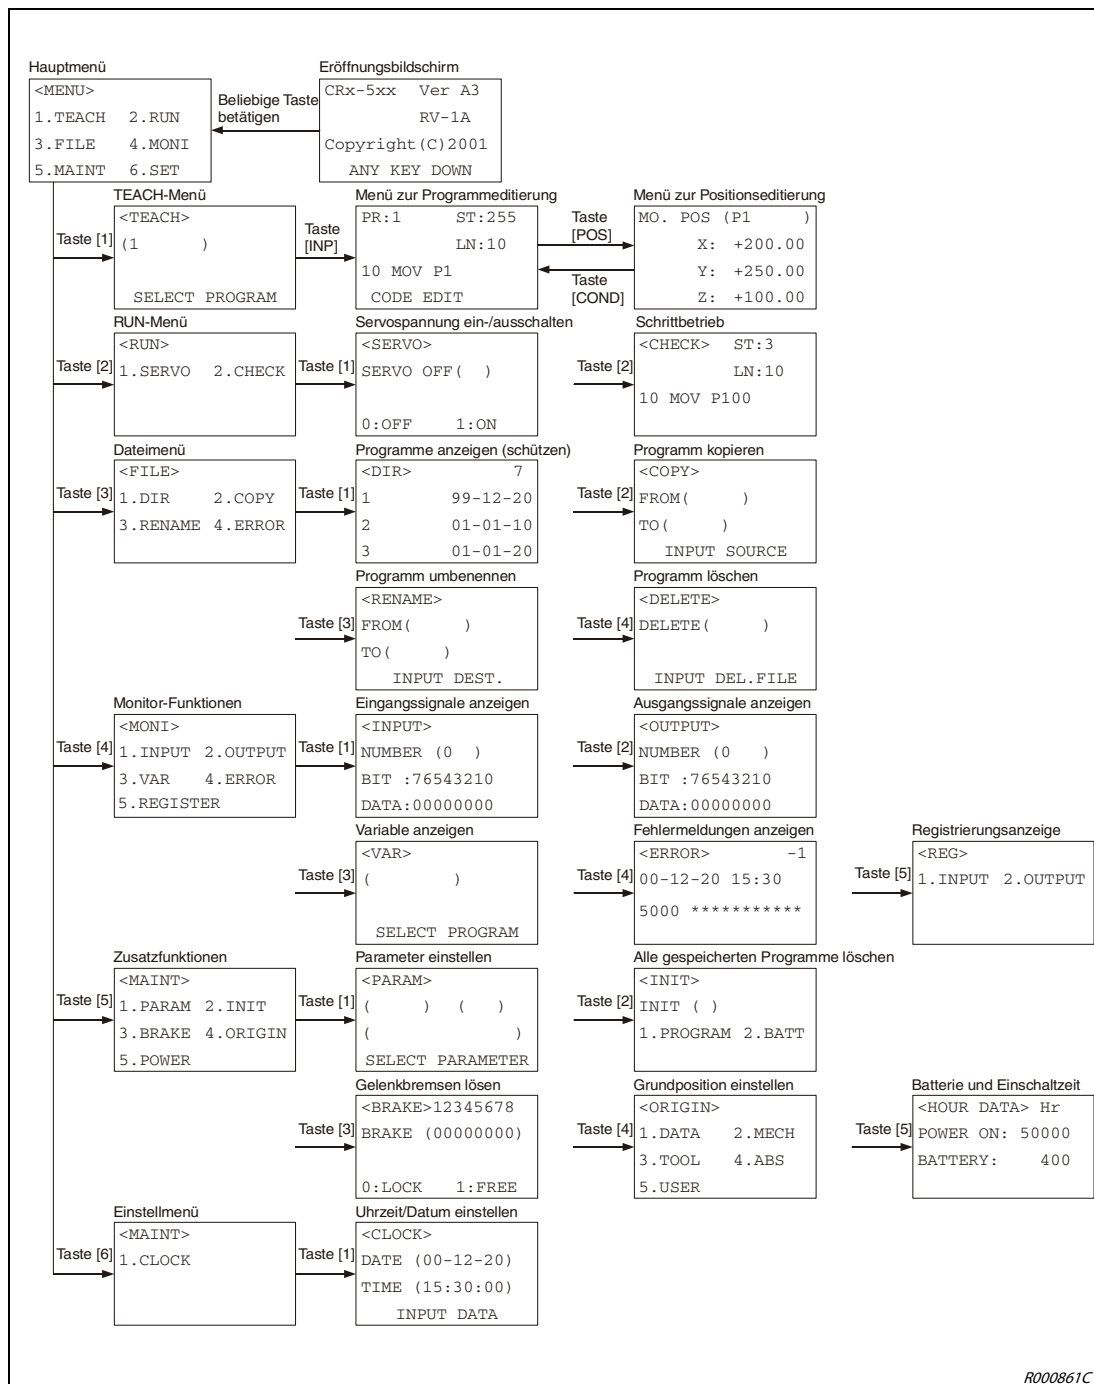 Hauptmenü
<MENU>
1.TEACH 2.RUN
3.FILE 4.MONI
5.MAINT 6.SET
Beliebige Taste
betätigen
Eröffnungsbildschirm
CRx-5xx Ver A3
RV-1A
Copyright(C)2001
ANY KEY DOWN
Taste [1]
TEACH-Menü
<TEACH>
(1 )
SELECT PROGRAM
Taste
[INP]
Menü zur Programmeditierung
PR:1 ST:255
LN:10
10 MOV P1
CODE EDIT
Taste
[POS]
Taste
[COND]
Menü zur Positionseditierung
MO. POS (P1 )
X: +200.00
Y: +250.00
Z: +100.00
Taste [2]
RUN-Menü
<RUN>
1.SERVO 2.CHECK
Taste [1]
Servospannung ein-/ausschalten
<SERVO>
SERVO OFF( )
0:OFF 1:ON
Taste [2]
Schrittbetrieb
<CHECK> ST:3
LN:10
10 MOV P100
Taste [3]
Dateimenü
<FILE>
1.DIR 2.COPY
3.RENAME 4.ERROR
Taste [1]
Programme anzeigen (schützen)
<DIR> 7
1 99-12-20
2 01-01-10
3 01-01-20
Taste [2]
Programm kopieren
<COPY>
FROM( )
TO( )
INPUT SOURCE
Taste [3]
Programm umbenennen
<RENAME>
FROM( )
TO( )
INPUT DEST.
Taste [4]
Programm löschen
<DELETE>
DELETE( )
INPUT DEL.FILE
Taste [4]
Monitor-Funktionen
<MONI>
1.INPUT 2.OUTPUT
3.VAR 4.ERROR
5.REGISTER
Taste [1]
Eingangssignale anzeigen
<INPUT>
NUMBER (0 )
BIT :76543210
DATA:00000000
Taste [2]
Ausgangssignale anzeigen
<OUTPUT>
NUMBER (0 )
BIT :76543210
DATA:00000000
Taste [3]
Variable anzeigen
<VAR>
( )
SELECT PROGRAM
Taste [4]
Fehlermeldungen anzeigen
<ERROR> -1
00-12-20 15:30
5000 ***********
Taste [5]
Registrierungsanzeige
<REG>
1.INPUT 2.OUTPUT
Taste [5]
Zusatzfunktionen
<MAINT>
1.PARAM 2.INIT
3.BRAKE 4.ORIGIN
5.POWER
Taste [1]
Parameter einstellen
<PARAM>
( ) ( )
( )
SELECT PARAMETER
Taste [2]
Alle gespeicherten Programme löschen
<INIT>
INIT ( )
1.PROGRAM 2.BATT
Taste [3]
Gelenkbremsen lösen
<BRAKE>12345678
BRAKE (00000000)
0:LOCK 1:FREE
Taste [4]
Grundposition einstellen
<ORIGIN>
1.DATA 2.MECH
3.TOOL 4.ABS
5.USER
Taste [5]
Batterie und Einschaltzeit
<HOUR DATA> Hr
POWER ON: 50000
BATTERY: 400
Taste [6]
Einstellmenü
<MAINT>
1.CLOCK
Taste [1]
Uhrzeit/Datum einstellen
<CLOCK>
DATE (00-12-20)
TIME (15:30:00)
INPUT DATA
R000861C